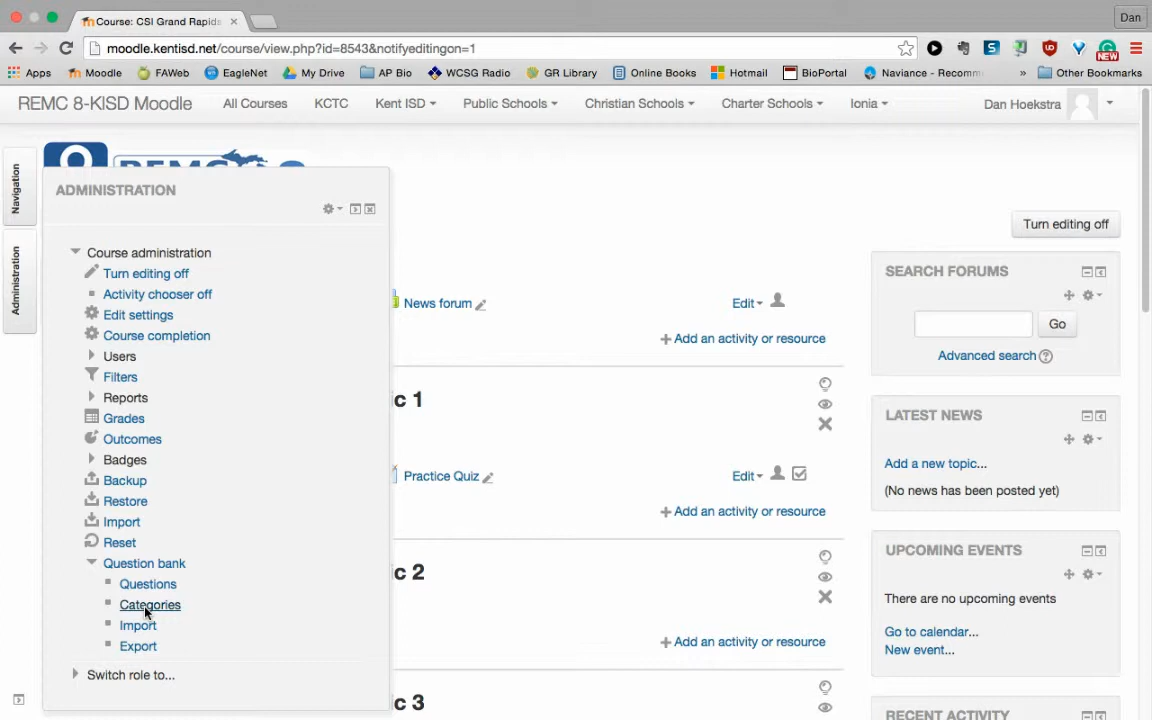 Course: CSI Grand Rapids
Dan
moodle.kentisd.net/course/view.php?id=8543&notifyeditingon=1
NEW
Apps Moodle FAWeb EagleNet My Drive AP Bio WCSG Radio GR Library Online Books Hotmail BioPortal Naviance - Recomm » Other Bookmarks
REMC 8-KISD Moodle All Courses KCTC Kent ISD Public Schools Christian Schools Charter Schools Ionia Dan Hoekstra
Navigation
Administration
ADMINISTRATION
Course administration
Turn editing off
Activity chooser off
Edit settings
Course completion
Users
Filters
Reports
Grades
Outcomes
Badges
Backup
Restore
Import
Reset
Question bank
Questions
Categories
Import
Export
Switch role to...
Turn editing off
News forum
Edit
+ Add an activity or resource
ic 1
Practice Quiz
Edit
+ Add an activity or resource
ic 2
+ Add an activity or resource
ic 3
SEARCH FORUMS
Go
Advanced search
LATEST NEWS
Add a new topic...
(No news has been posted yet)
UPCOMING EVENTS
There are no upcoming events
Go to calendar...
New event...
RECENT ACTIVITY